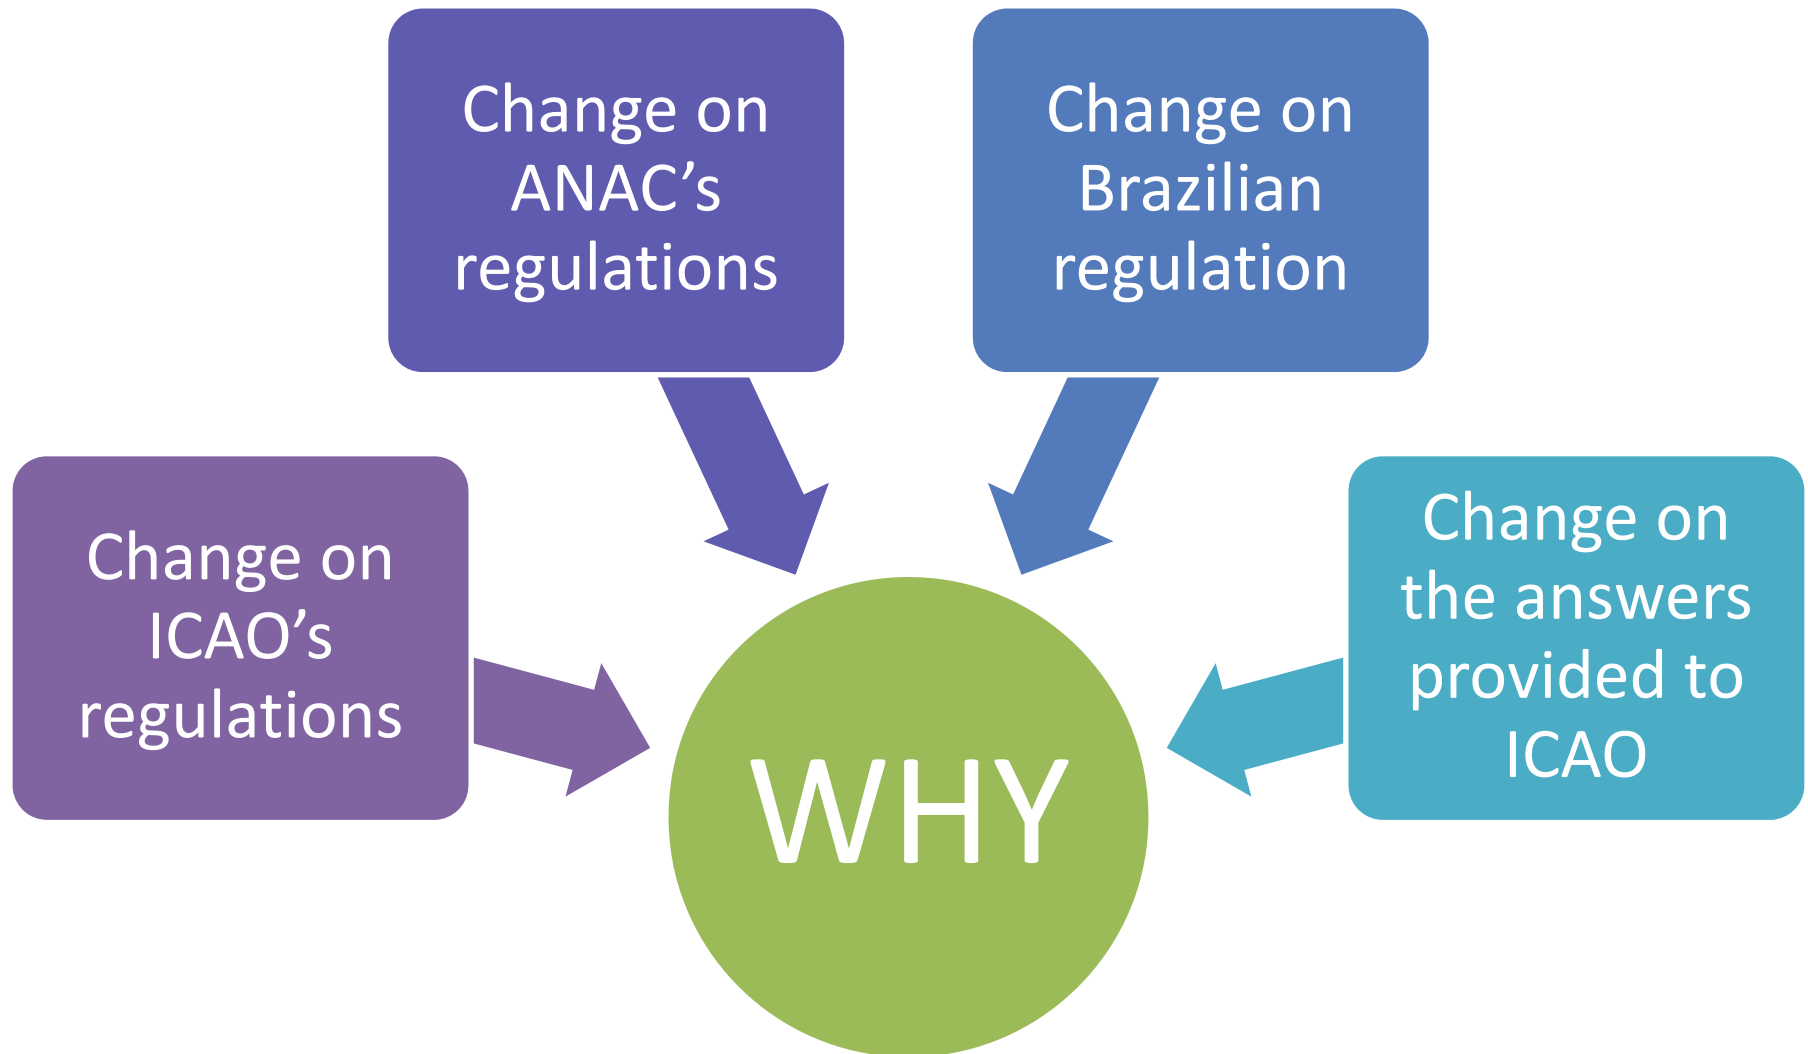 Change on
ANAC’s
regulations
Change on
Brazilian
regulation
Change on
ICAO’s
regulations
Change on
the answers
provided to
ICAO
WHY